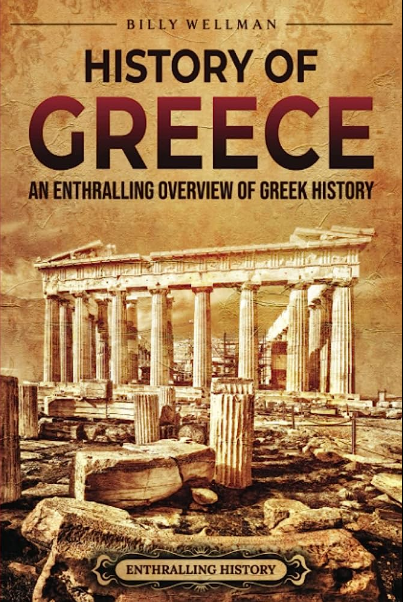 BILLY WELLMAN
HISTORY OF
GREECE
AN ENTHRALLING OVERVIEW OF GREEK HISTORY
ENTHRALLING HISTORY